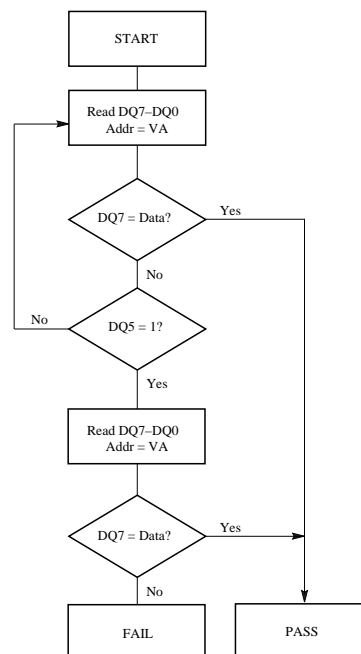 START
Read DQ7–DQ0
Addr = VA
DQ7 = Data?
Yes
No
No
DQ5 = 1?
Yes
Read DQ7–DQ0
Addr = VA
DQ7 = Data?
Yes
No
FAIL
PASS